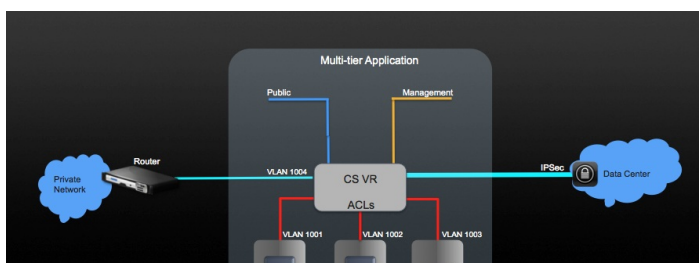 Multi-tier Application
Public
Management
Router
IPSec
VLAN 1004
Private
Network
CS VR
Data Center
ACLs
VLAN 1001
VLAN 1002
VLAN 1003